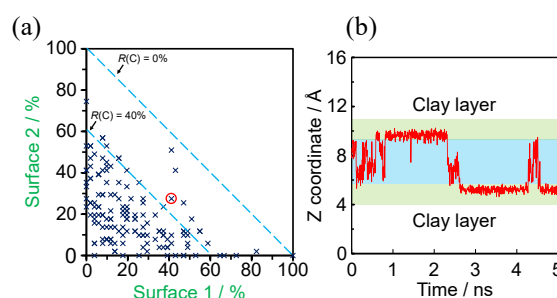 (a)
Surface 2 / %
100
80
60
40
20
0
R(C) = 0%
R(C) = 40%
0 20 40 60 80 100
Surface 1 / %
(b)
Z coordinate / Å
16
12
8
4
0
Clay layer
Clay layer
0 1 2 3 4 5
Time / ns